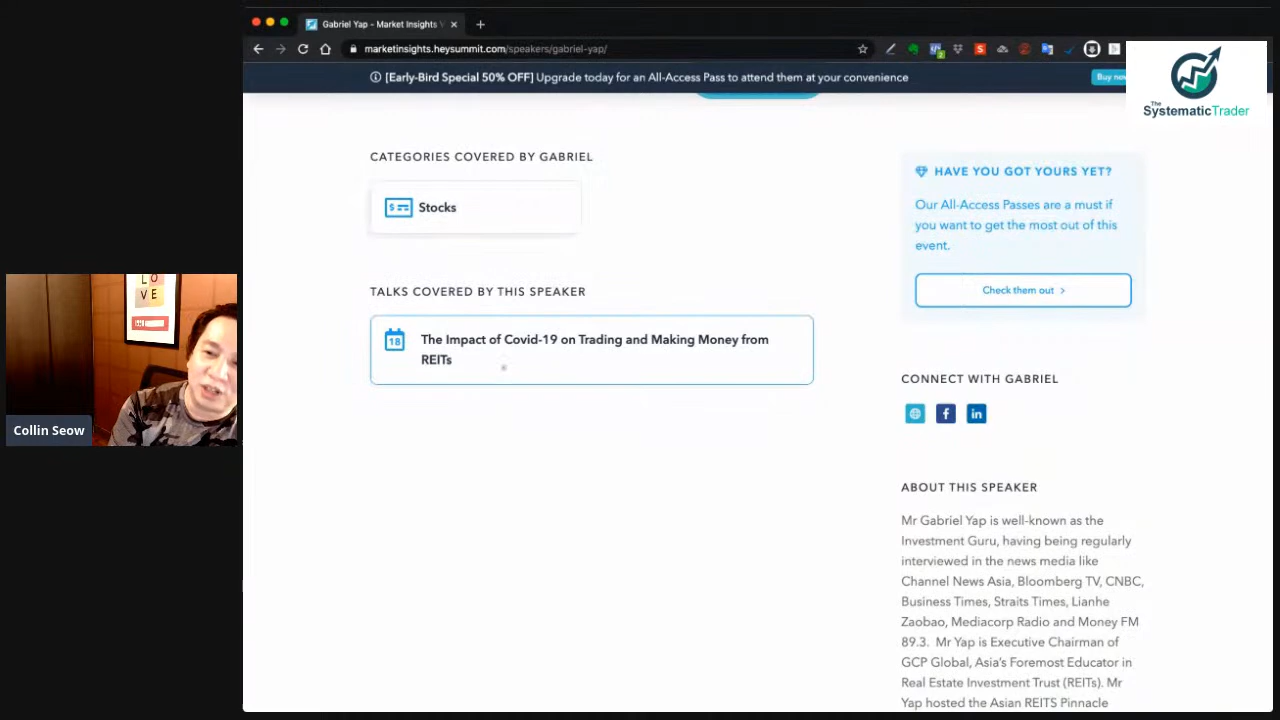 Gabriel Yap - Market Insights
marketinsights.heysummit.com/speakers/gabriel-yap/
[Early-Bird Special 50% OFF] Upgrade today for an All-Access Pass to attend them at your convenience
Buy now
The
SystematicTrader
CATEGORIES COVERED BY GABRIEL
Stocks
TALKS COVERED BY THIS SPEAKER
18
The Impact of Covid-19 on Trading and Making Money from
REITs
HAVE YOU GOT YOURS YET?
Our All-Access Passes are a must if
you want to get the most out of this
event.
Check them out >
CONNECT WITH GABRIEL
f
in
ABOUT THIS SPEAKER
Mr Gabriel Yap is well-known as the
Investment Guru, having being regularly
interviewed in the news media like
Channel News Asia, Bloomberg TV, CNBC,
Business Times, Straits Times, Lianhe
Zaobao, Mediacorp Radio and Money FM
89.3. Mr Yap is Executive Chairman of
GCP Global, Asia's Foremost Educator in
Real Estate Investment Trust (REITs). Mr
Yap hosted the Asian REITS Pinnacle
LO
VE
Collin Seow